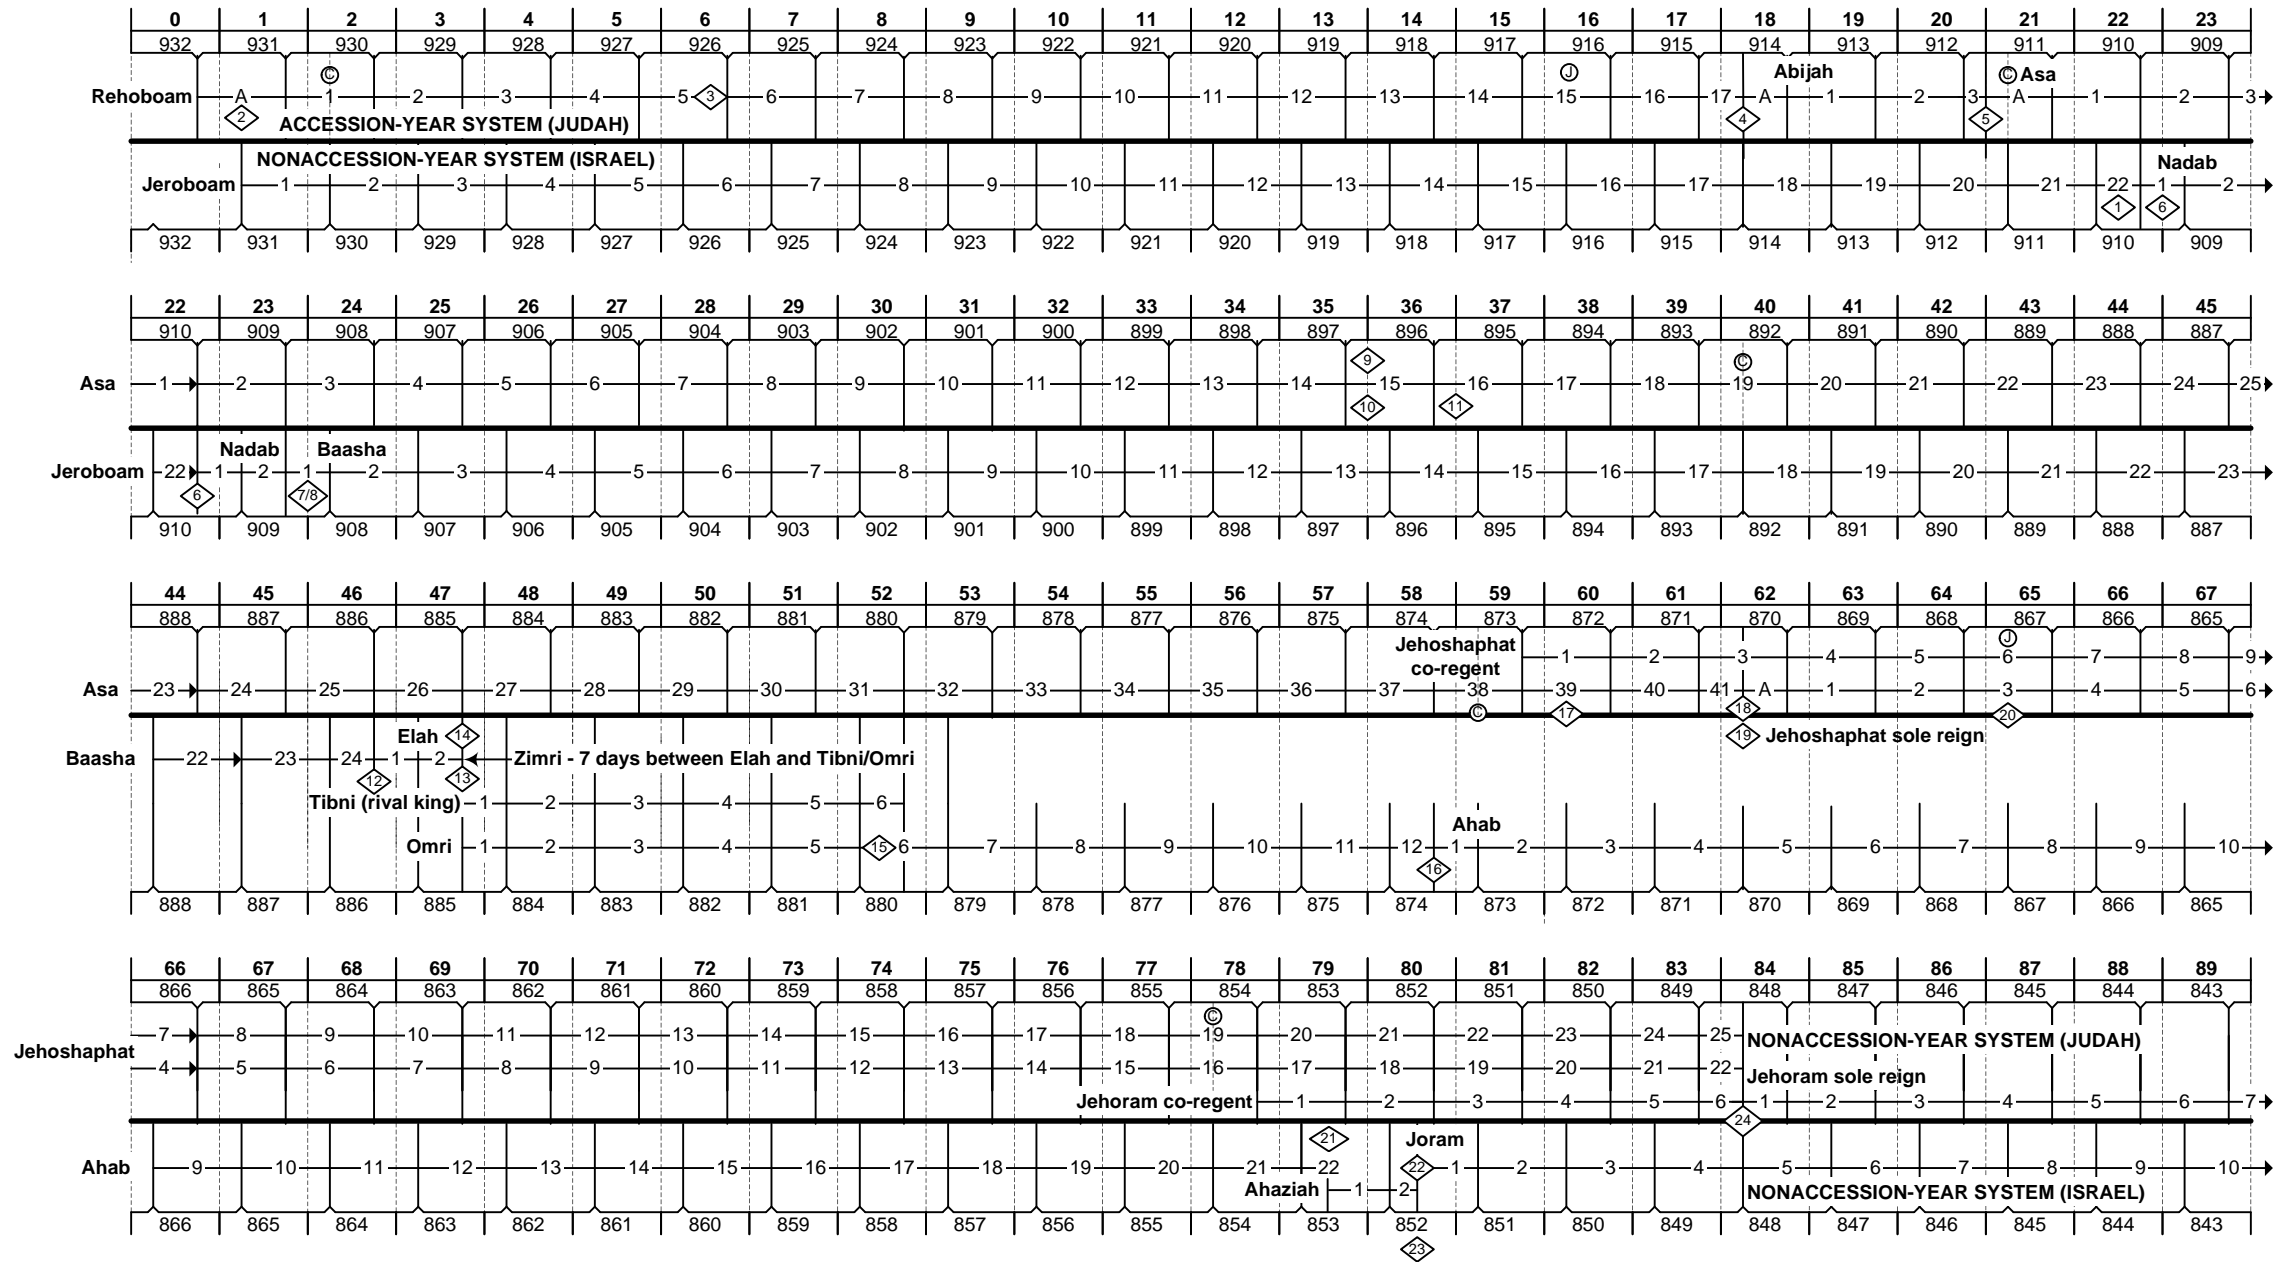 0 1 2 3 4 5 6 7 8 9 10 11 12 13 14 15 16 17 18 19 20 21 22 23
932 931 930 929 928 927 926 925 924 923 922 921 920 919 918 917 916 915 914 913 912 911 910 909
© J Abijah © Asa
Rehoboam A 1 2 3 4 5 3 6 7 8 9 10 11 12 13 14 15 16 17 A 1 2 3 A 1 2 3
2 ACCESSION-YEAR SYSTEM (JUDAH) 4 5
NONACCESSION-YEAR SYSTEM (ISRAEL) Nadab
Jeroboam 1 2 3 4 5 6 7 8 9 10 11 12 13 14 15 16 17 18 19 20 21 22 1 2
1 6
932 931 930 929 928 927 926 925 924 923 922 921 920 919 918 917 916 915 914 913 912 911 910 909
22 23 24 25 26 27 28 29 30 31 32 33 34 35 36 37 38 39 40 41 42 43 44 45
910 909 908 907 906 905 904 903 902 901 900 899 898 897 896 895 894 893 892 891 890 889 888 887
9 ©
Asa 1 2 3 4 5 6 7 8 9 10 11 12 13 14 15 16 17 18 19 20 21 22 23 24 25
10 11
Nadab Baasha
Jeroboam 22 1 2 1 2 3 4 5 6 7 8 9 10 11 12 13 14 15 16 17 18 19 20 21 22 23
6 7/8
910 909 908 907 906 905 904 903 902 901 900 899 898 897 896 895 894 893 892 891 890 889 888 887
44 45 46 47 48 49 50 51 52 53 54 55 56 57 58 59 60 61 62 63 64 65 66 67
888 887 886 885 884 883 882 881 880 879 878 877 876 875 874 873 872 871 870 869 868 867 866 865
J
Jehoshaphat
co-regent 1 2 3 4 5 6 7 8 9
Asa 23 24 25 26 27 28 29 30 31 32 33 34 35 36 37 38 39 40 41 A 1 2 3 4 5 6
© 17 18 20
Elah 14 19 Jehoshaphat sole reign
Baasha 22 23 24 1 2 Zimri - 7 days between Elah and Tibni/Omri
12 13
Tibni (rival king) 1 2 3 4 5 6
Ahab
Omri 1 2 3 4 5 15 6 7 8 9 10 11 12 1 2 3 4 5 6 7 8 9 10
16
888 887 886 885 884 883 882 881 880 879 878 877 876 875 874 873 872 871 870 869 868 867 866 865
66 67 68 69 70 71 72 73 74 75 76 77 78 79 80 81 82 83 84 85 86 87 88 89
866 865 864 863 862 861 860 859 858 857 856 855 854 853 852 851 850 849 848 847 846 845 844 843
©
7 8 9 10 11 12 13 14 15 16 17 18 19 20 21 22 23 24 25 NONACCESSION-YEAR SYSTEM (JUDAH)
Jehoshaphat
4 5 6 7 8 9 10 11 12 13 14 15 16 17 18 19 20 21 22 Jehoram sole reign
Jehoram co-regent 1 2 3 4 5 6 1 2 3 4 5 6 7
24
21 Joram
Ahab 9 10 11 12 13 14 15 16 17 18 19 20 21 22 22 1 2 3 4 5 6 7 8 9 10
Ahaziah 1 2 NONACCESSION-YEAR SYSTEM (ISRAEL)
866 865 864 863 862 861 860 859 858 857 856 855 854 853 852 851 850 849 848 847 846 845 844 843
23